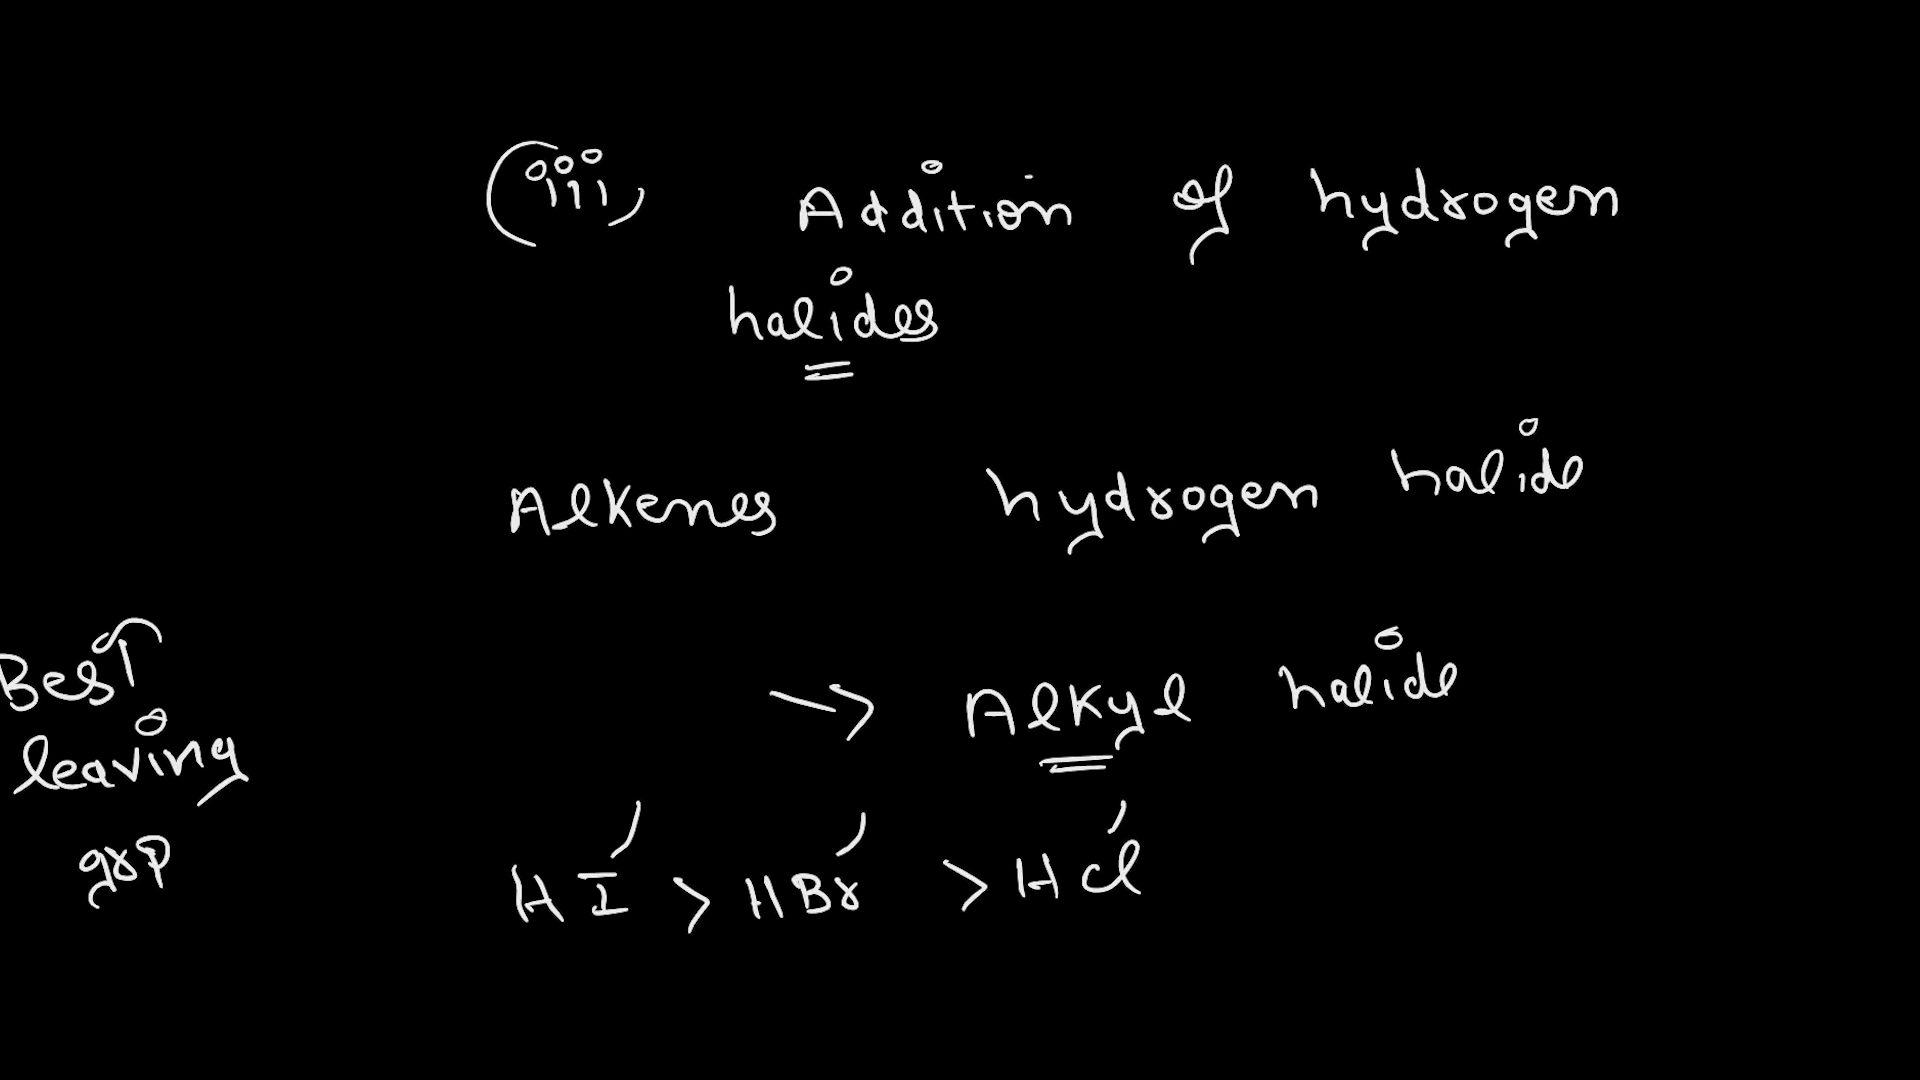 (iii) Addition of hydrogen
halides
Alkenes hydrogen halide
→ Alkyl halide
Best
leaving
grp
HI > HBr > HCl